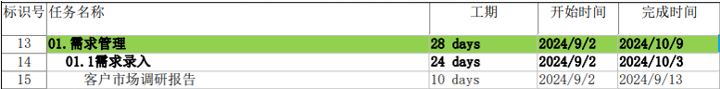 标识号 任务名称 工期 开始时间 完成时间
13 01.需求管理 28 days 2024/9/2 2024/10/9
14 01.1需求录入 24 days 2024/9/2 2024/10/3
15 客户市场调研报告 10 days 2024/9/2 2024/9/13